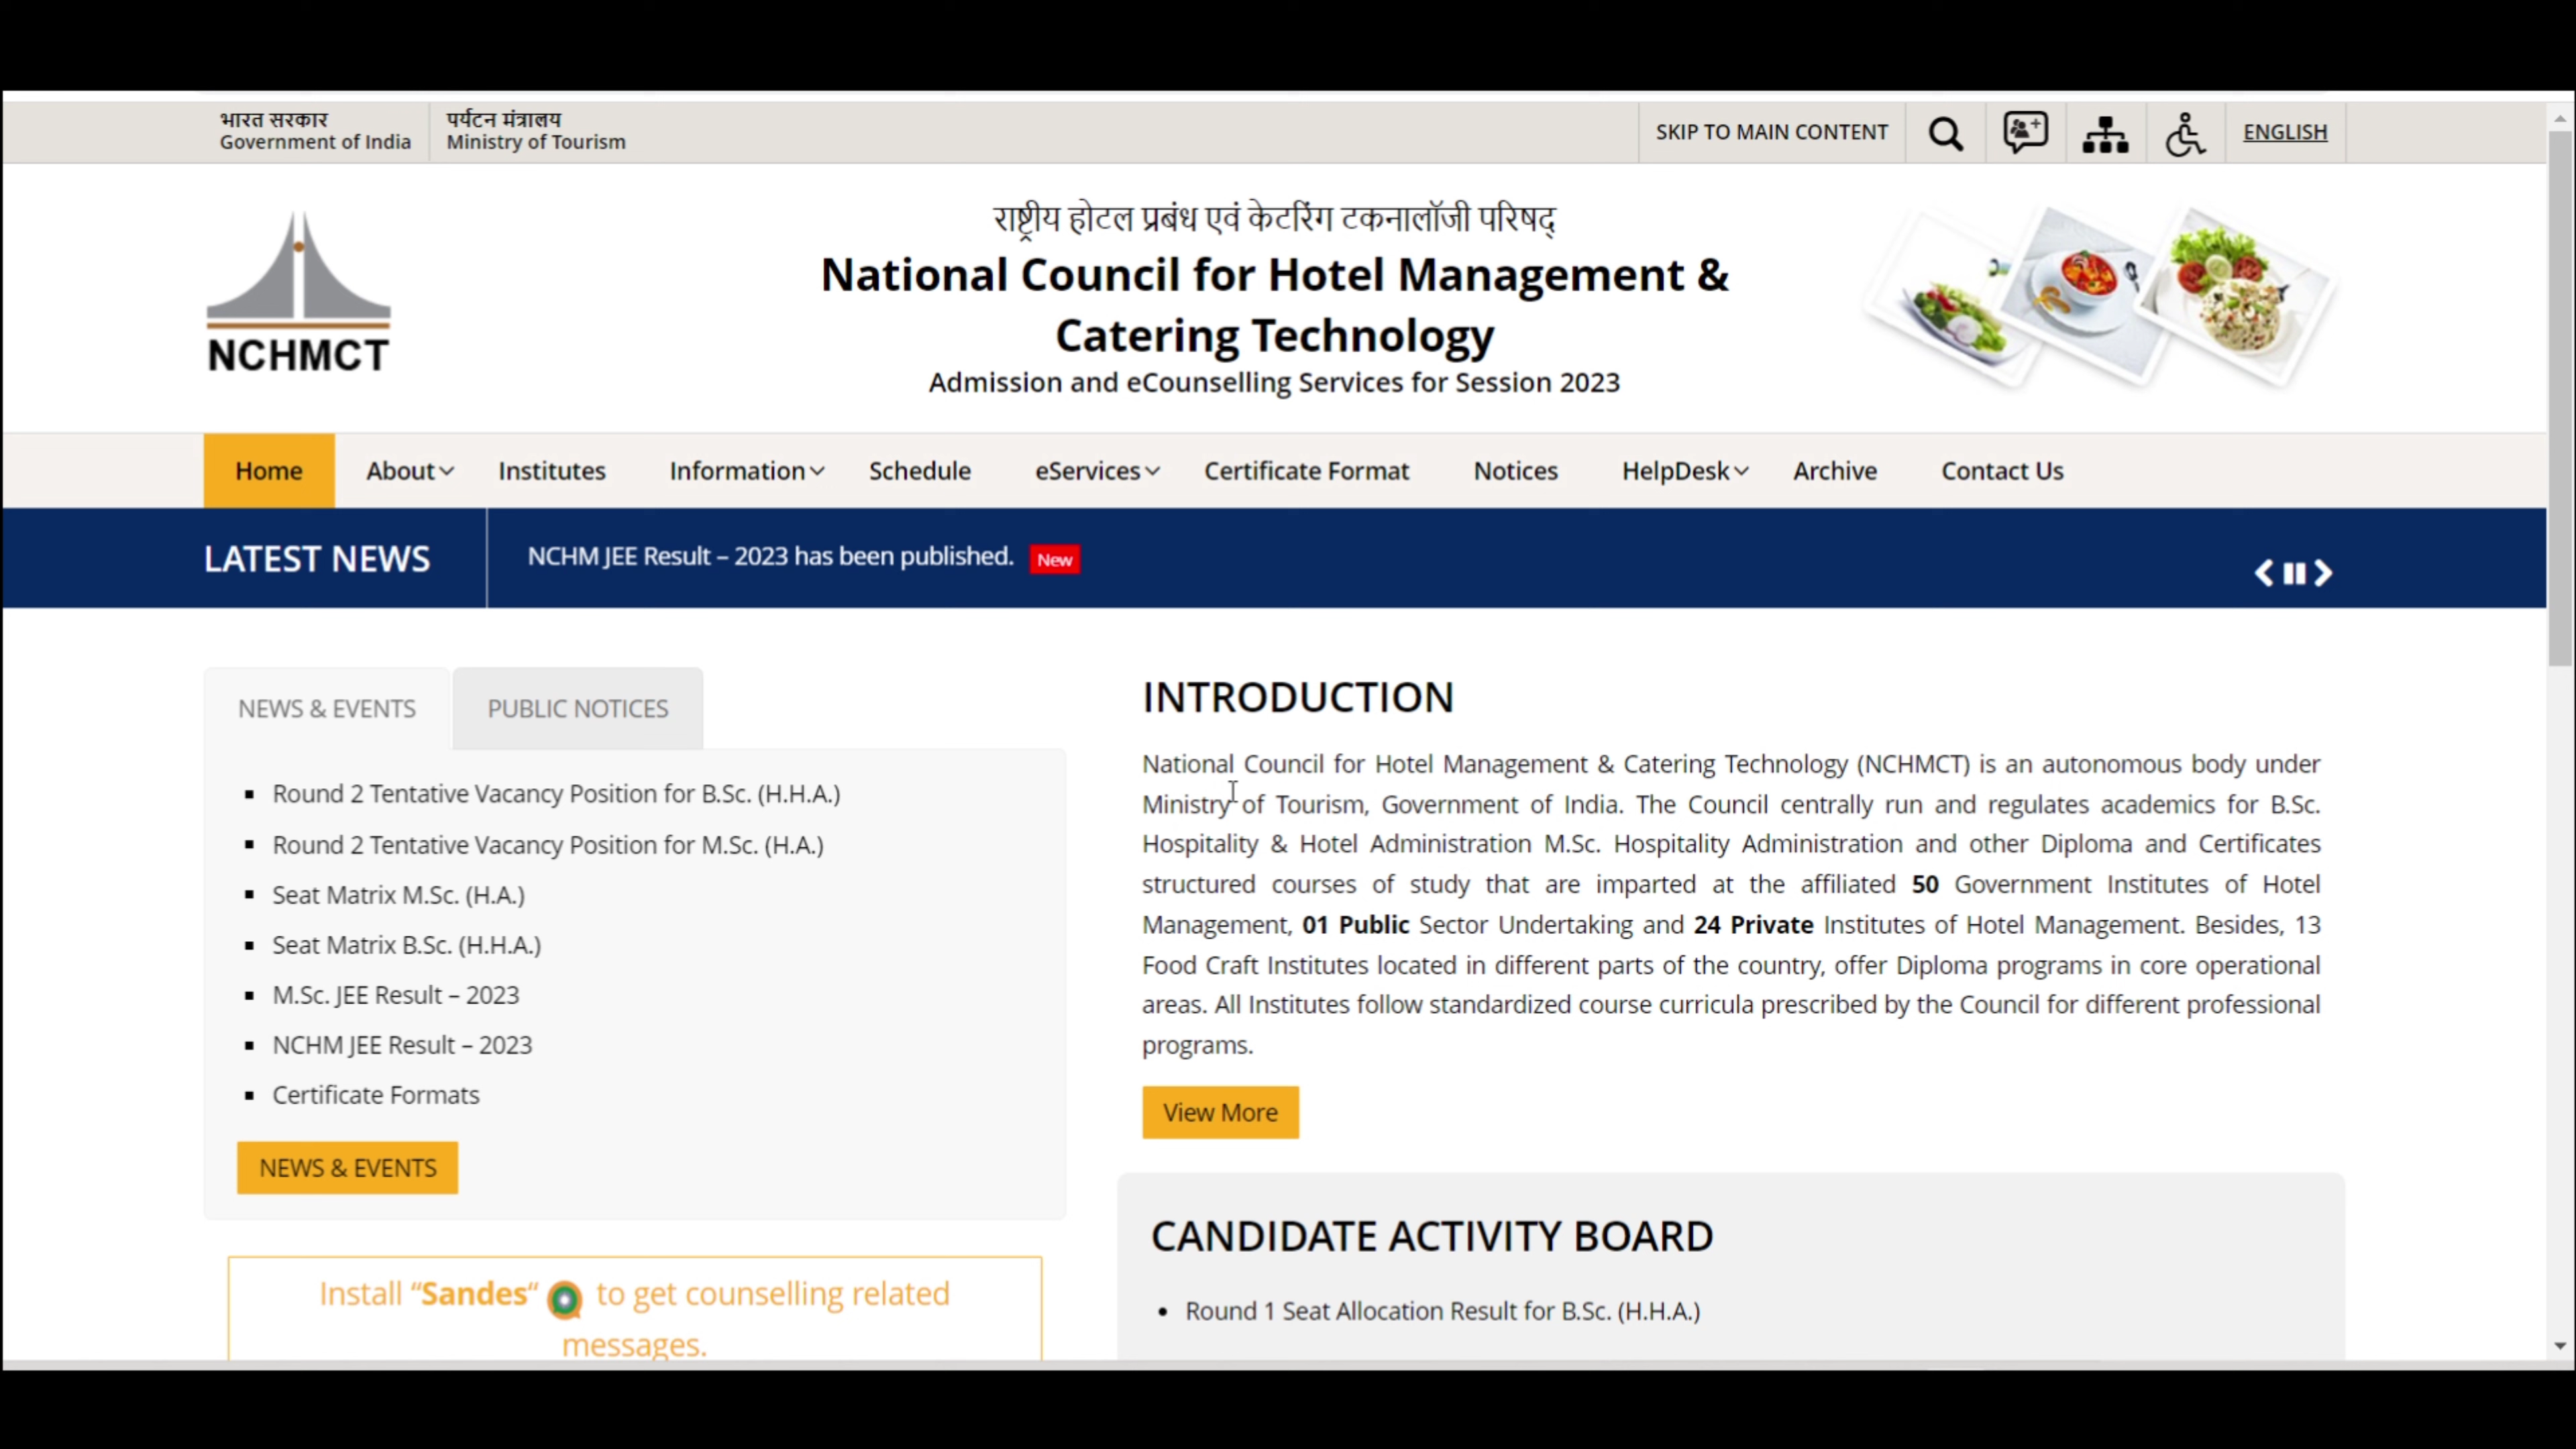 भारत सरकार
Government of India
पर्यटन मंत्रालय
Ministry of Tourism
SKIP TO MAIN CONTENT
ENGLISH
NCHMCT
राष्ट्रीय होटल प्रबंध एवं केटरिंग टकनालॉजी परिषद्
National Council for Hotel Management &
Catering Technology
Admission and eCounselling Services for Session 2023
Home About Institutes Information Schedule eServices Certificate Format Notices HelpDesk Archive Contact Us
LATEST NEWS
NCHM JEE Result – 2023 has been published. New
NEWS & EVENTS
PUBLIC NOTICES
Round 2 Tentative Vacancy Position for B.Sc. (H.H.A.)
Round 2 Tentative Vacancy Position for M.Sc. (H.A.)
Seat Matrix M.Sc. (H.A.)
Seat Matrix B.Sc. (H.H.A.)
M.Sc. JEE Result – 2023
NCHM JEE Result – 2023
Certificate Formats
NEWS & EVENTS
Install “Sandes“ to get counselling related
messages.
INTRODUCTION
National Council for Hotel Management & Catering Technology (NCHMCT) is an autonomous body under
Ministry of Tourism, Government of India. The Council centrally run and regulates academics for B.Sc.
Hospitality & Hotel Administration M.Sc. Hospitality Administration and other Diploma and Certificates
structured courses of study that are imparted at the affiliated 50 Government Institutes of Hotel
Management, 01 Public Sector Undertaking and 24 Private Institutes of Hotel Management. Besides, 13
Food Craft Institutes located in different parts of the country, offer Diploma programs in core operational
areas. All Institutes follow standardized course curricula prescribed by the Council for different professional
programs.
View More
CANDIDATE ACTIVITY BOARD
Round 1 Seat Allocation Result for B.Sc. (H.H.A.)